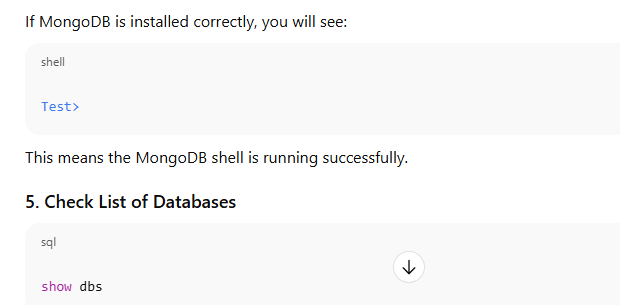 If MongoDB is installed correctly, you will see:
shell
Test>
This means the MongoDB shell is running successfully.
5. Check List of Databases
sql
show dbs